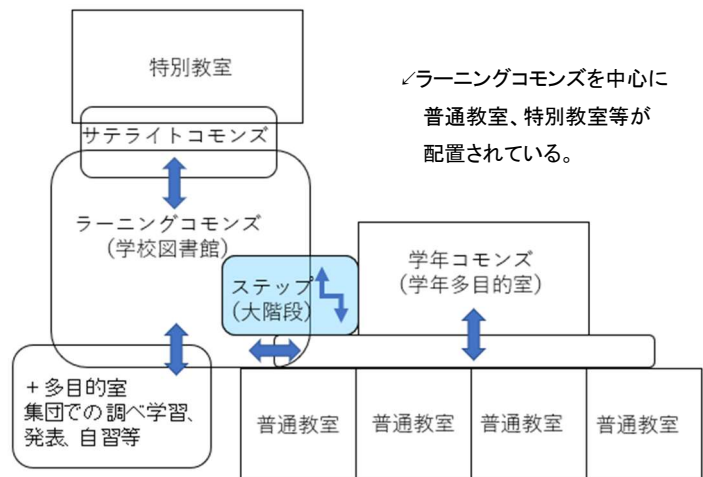 特別教室
サテライトコモンズ
✓ラーニングコモンズを中心に
普通教室、特別教室等が
配置されている。
ラーニングコモンズ
(学校図書館)
ステップ
(大階段)
学年コモンズ
(学年多目的室)
+多目的室
集団での調べ学習、
発表、自習等
普通教室
普通教室
普通教室
普通教室